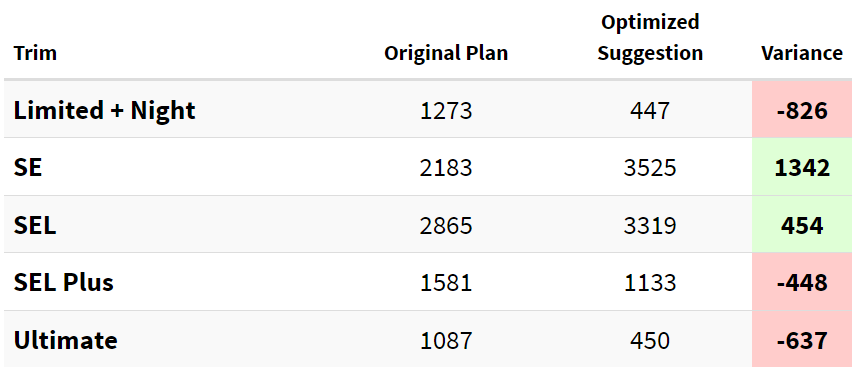 Trim Original Plan Optimized Suggestion Variance
Limited + Night 1273 447 -826
SE 2183 3525 1342
SEL 2865 3319 454
SEL Plus 1581 1133 -448
Ultimate 1087 450 -637